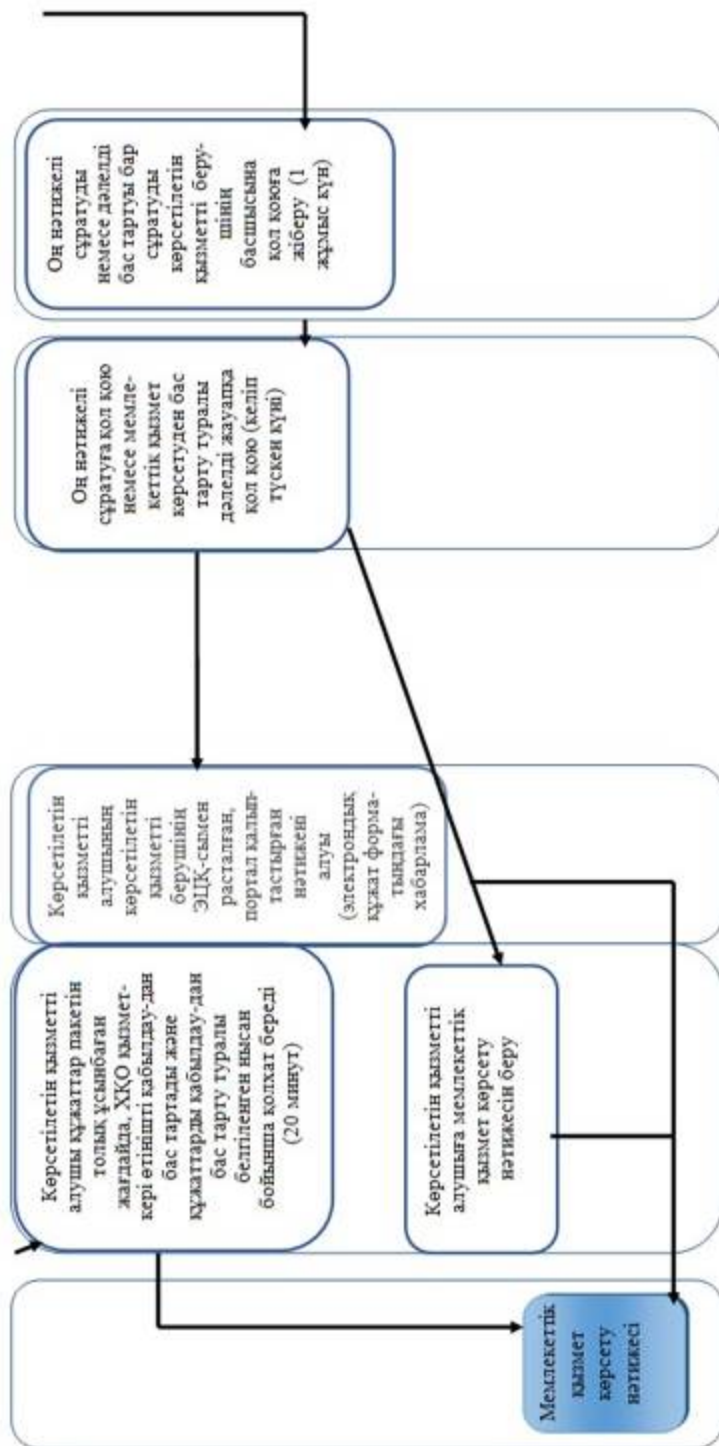 Оң нәтижелі
сұратуды
немесе дәлелді
бас тартуы бар
сұратуды
көрсетілетін
қызметті беру-
шінің
басшысына
қол қоюға
жіберу (1
жұмыс күн)
Оң нәтижелі
сұратуға қол қою
немесе мемле-
кеттік қызмет
көрсетуден бас
тарту туралы
дәлелді жауапқа
қол қою (келіп
түскен күні)
Көрсетілетін
қызметті
алушының
көрсетілетін
қызметті
берушінің
ЭЦҚ-сымен
расталған,
портал қалып-
тастырған
нәтижені
алуы
(электрондық
құжат форма-
тындағы
хабарлама)
Көрсетілетін қызметті
алушы құжаттар пакетін
толық ұсынбаған
жағдайда, ХҚО қызмет-
кері өтінішті қабылдау-дан
бас тартады және
құжаттарды қабылдау-дан
бас тарту туралы
белгіленген нысан
бойынша қолхат береді
(20 минут)
Көрсетілетін қызметті
алушыға мемлекеттік
қызмет көрсету
нәтижесін беру
Мемлекеттік
қызмет
көрсету
нәтижесі